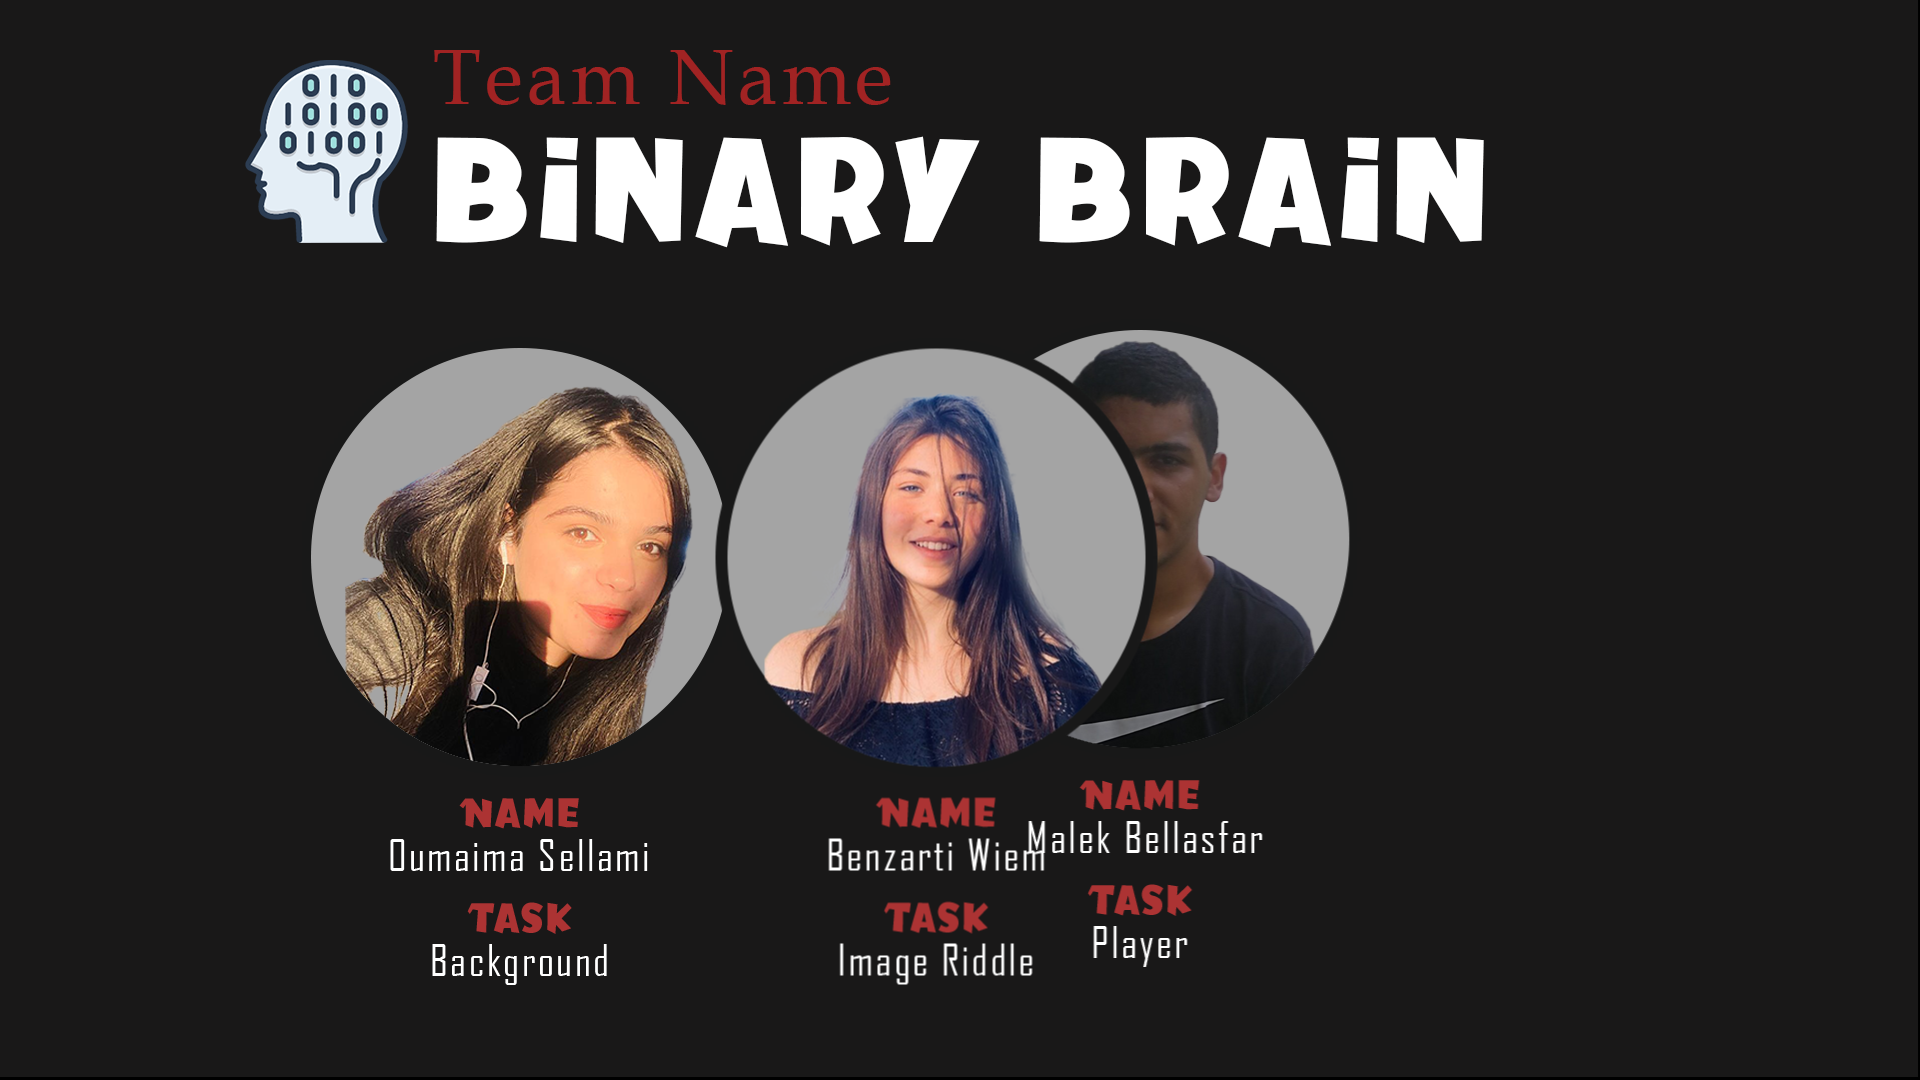 010
10100
01001
Team Name
BiNARY BRAiN
NAME
Oumaima Sellami
TASK
Background
NAME
Benzarti Wiem
TASK
Image Riddle
NAME
Malek Bellasfar
TASK
Player